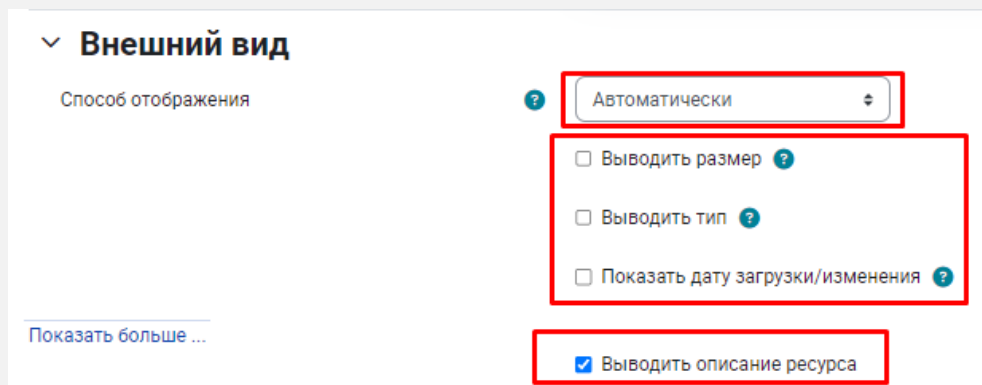 Внешний вид
Способ отображения ? Автоматически
Выводить размер ?
Выводить тип ?
Показать дату загрузки/изменения ?
Показать больше ...
Выводить описание ресурса